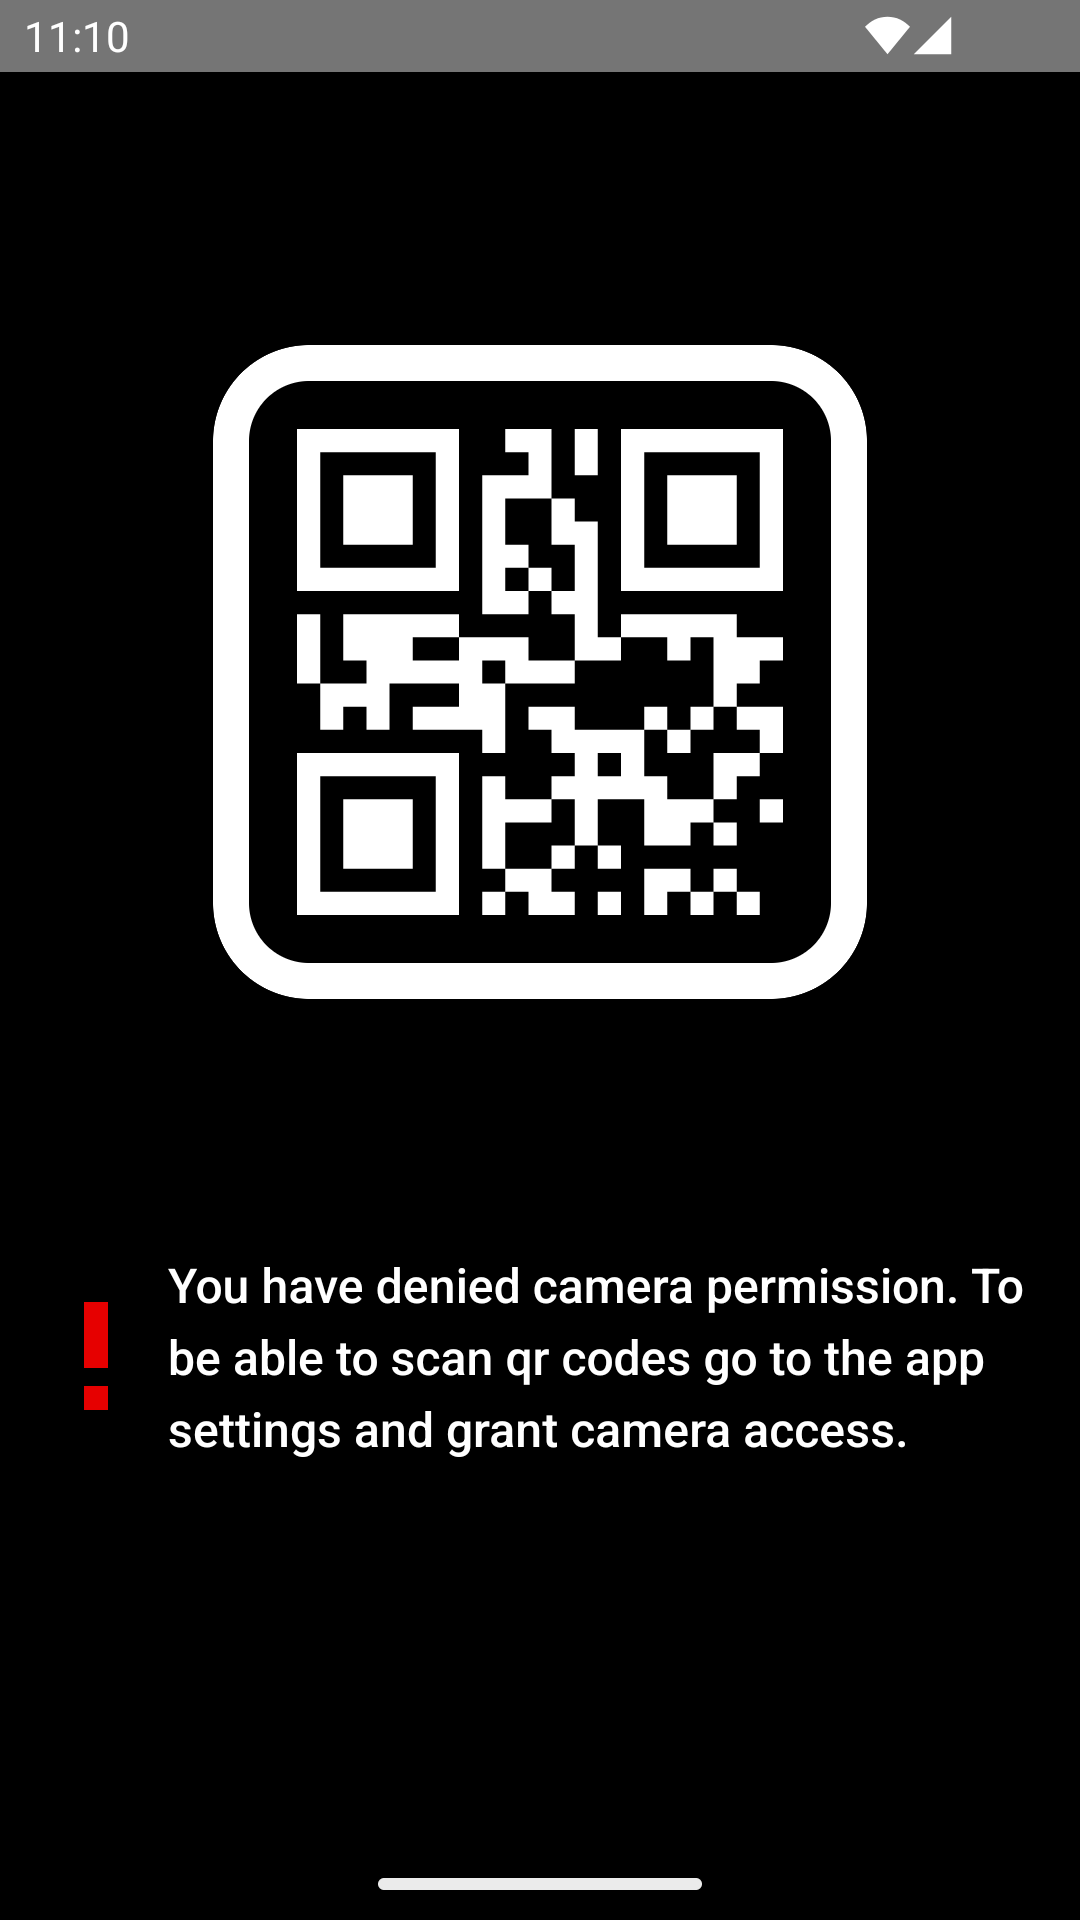 11:10
You have denied camera permission. To
be able to scan qr codes go to the app
settings and grant camera access.